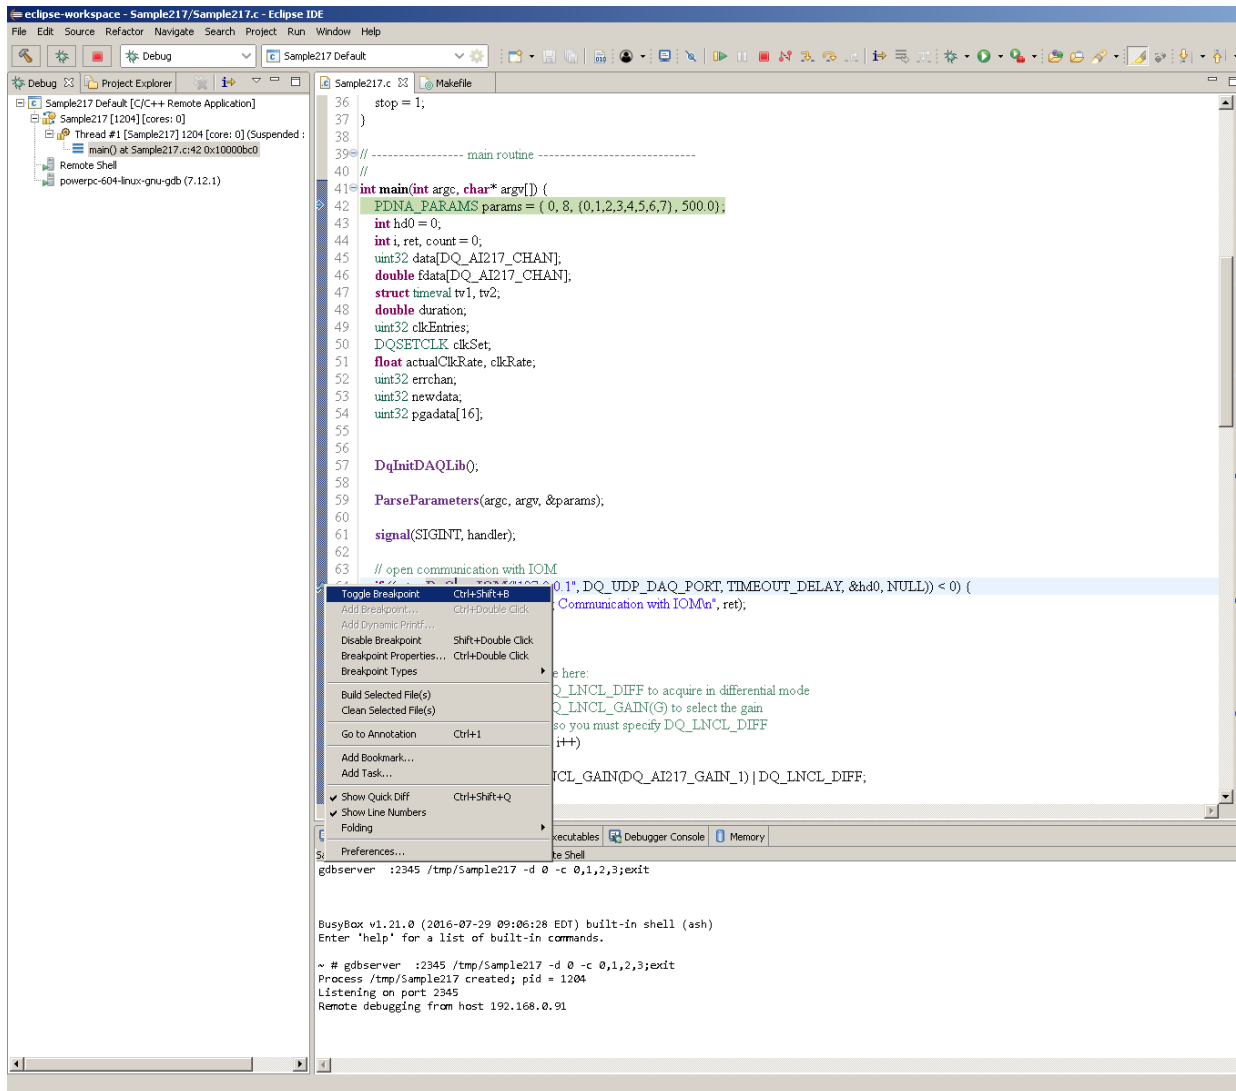 eclipse-workspace - Sample217/Sample217.c - Eclipse IDE
File Edit Source Refactor Navigate Search Project Run Window Help
Debug Sample217 Default
Debug Project Explorer
Sample217 Default [C/C++ Remote Application]
Sample217 [1204] [cores: 0]
Thread #1 [Sample217] 1204 [core: 0] (Suspended :
main() at Sample217.c:42 0x10000bc0
Remote Shell
powerpc-604-linux-gnu-gdb (7.12.1)
Sample217.c Makefile
36 stop = 1;
37 }
38
39 // ----------------- main routine -----------------------------
40 //
41 int main(int argc, char* argv[]) {
42 PDNA_PARAMS params = { 0, 8, {0,1,2,3,4,5,6,7}, 500.0};
43 int hd0 = 0;
44 int i, ret, count = 0;
45 uint32 data[DQ_AI217_CHAN];
46 double fdata[DQ_AI217_CHAN];
47 struct timeval tv1, tv2;
48 double duration;
49 uint32 clkEntries;
50 DQSETCLK clkSet;
51 float actualClkRate, clkRate;
52 uint32 errchan;
53 uint32 newdata;
54 uint32 pgadata[16];
55
56
57 DqInitDAQLib();
58
59 ParseParameters(argc, argv, &params);
60
61 signal(SIGINT, handler);
62
63 // open communication with IOM
0.1", DQ_UDP_DAQ_PORT, TIMEOUT_DELAY, &hd0, NULL)) < 0) {
Communication with IOM\n", ret);
e here:
Q_LNCL_DIFF to acquire in differential mode
Q_LNCL_GAIN(G) to select the gain
so you must specify DQ_LNCL_DIFF
i++)
NCL_GAIN(DQ_AI217_GAIN_1) | DQ_LNCL_DIFF;
Toggle Breakpoint Ctrl+Shift+B
Add Breakpoint... Ctrl+Double Click
Add Dynamic Printf...
Disable Breakpoint Shift+Double Click
Breakpoint Properties... Ctrl+Double Click
Breakpoint Types
Build Selected File(s)
Clean Selected File(s)
Go to Annotation Ctrl+1
Add Bookmark...
Add Task...
Show Quick Diff Ctrl+Shift+Q
Show Line Numbers
Folding
Preferences...
xecutables Debugger Console Memory
te Shell
gdbserver :2345 /tmp/Sample217 -d 0 -c 0,1,2,3;exit
BusyBox v1.21.0 (2016-07-29 09:06:28 EDT) built-in shell (ash)
Enter 'help' for a list of built-in commands.
~ # gdbserver :2345 /tmp/Sample217 -d 0 -c 0,1,2,3;exit
Process /tmp/Sample217 created; pid = 1204
Listening on port 2345
Remote debugging from host 192.168.0.91